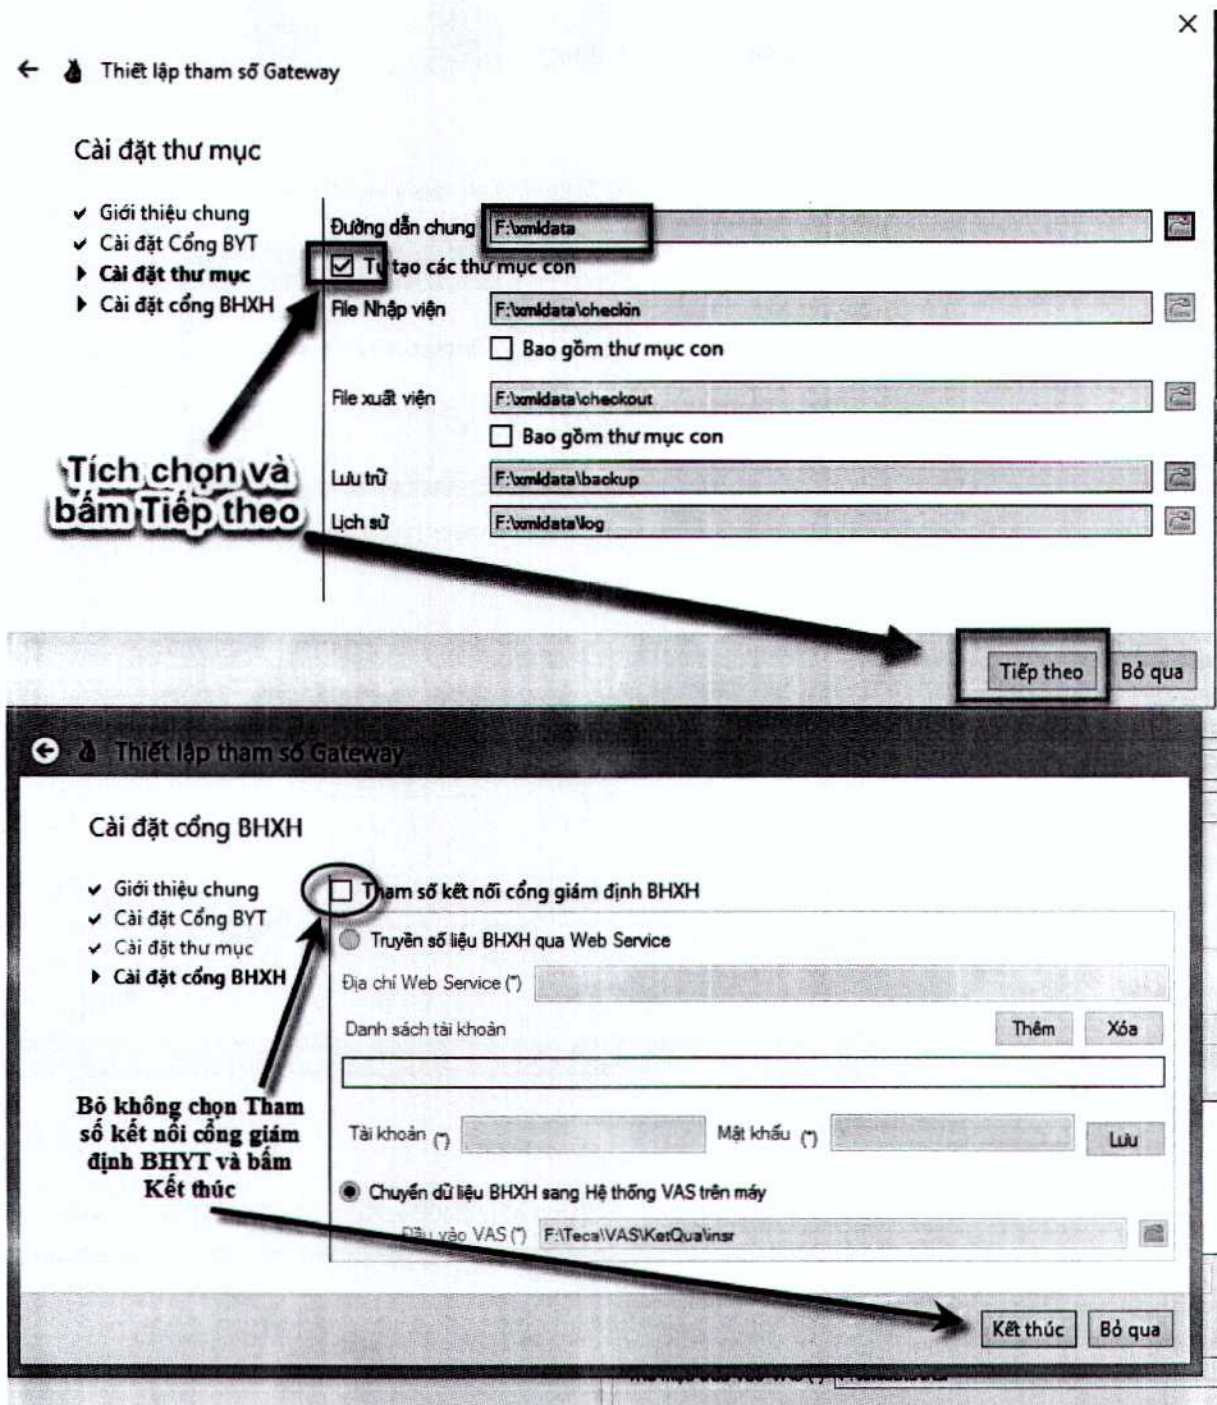 Thiết lập tham số Gateway
Cài đặt thư mục
Giới thiệu chung
Cài đặt Cổng BYT
Cài đặt thư mục
Cài đặt cổng BHXH
Đường dẫn chung F:\xmldata
Tự tạo các thư mục con
File Nhập viện F:\xmldata\checkin
Bao gồm thư mục con
File xuất viện F:\xmldata\checkout
Bao gồm thư mục con
Lưu trữ F:\xmldata\backup
Lịch sử F:\xmldata\log
Tích chọn và
bấm Tiếp theo
Tiếp theo Bỏ qua
Thiết lập tham số Gateway
Cài đặt cổng BHXH
Giới thiệu chung
Cài đặt Cổng BYT
Cài đặt thư mục
Cài đặt cổng BHXH
Tham số kết nối cổng giám định BHXH
Truyền số liệu BHXH qua Web Service
Địa chỉ Web Service (*)
Danh sách tài khoản Thêm Xóa
Tài khoản (*) Mật khẩu (*) Lưu
Chuyển dữ liệu BHXH sang Hệ thống VAS trên máy
Đầu vào VAS (*) F:\Teca\VAS\KetQua\insr
Bỏ không chọn Tham
số kết nối cổng giám
định BHYT và bấm
Kết thúc
Kết thúc Bỏ qua